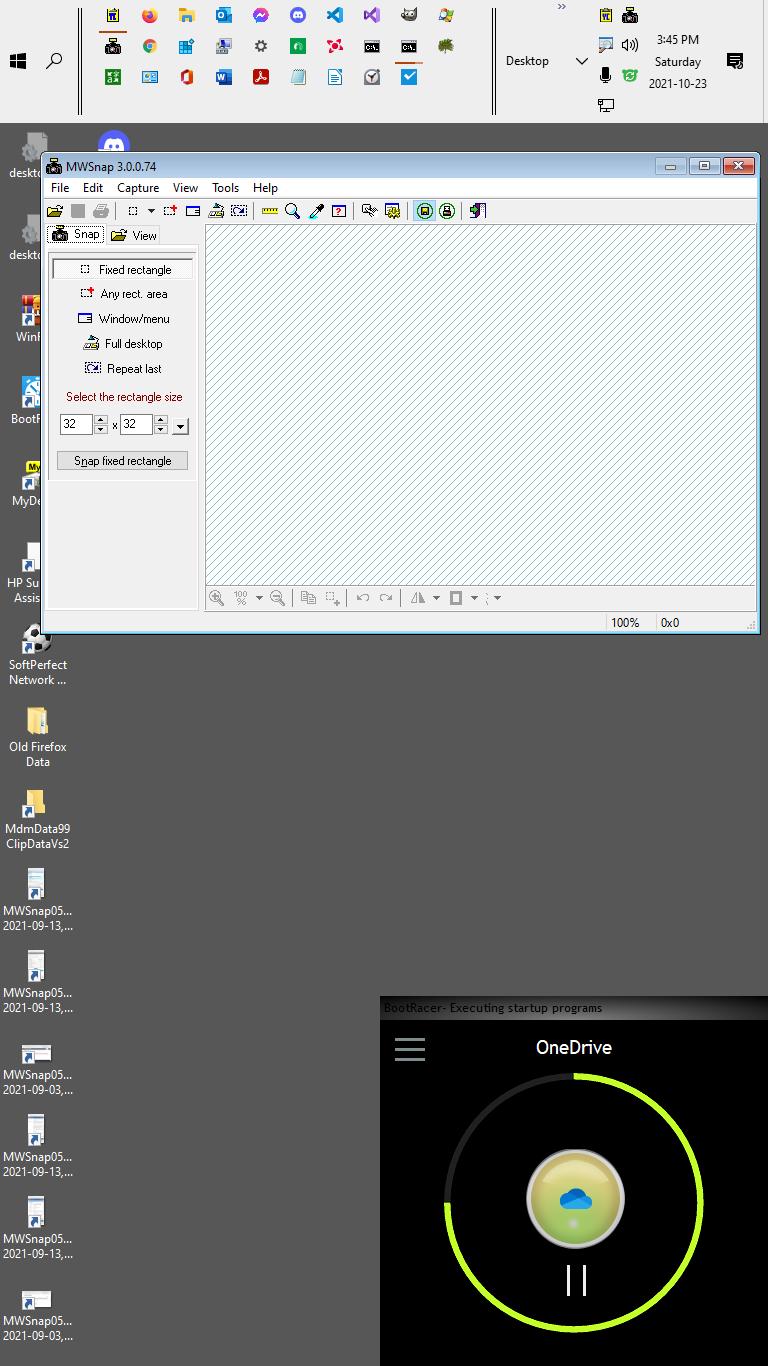 Desktop
3:45 PM
Saturday
2021-10-23
deskto
deskto
WinR
BootR
MyDe
HP Su
Assis
SoftPerfect
Network ...
Old Firefox
Data
MdmData99
ClipDataVs2
MWSnap05...
2021-09-13,...
MWSnap05...
2021-09-13,...
MWSnap05...
2021-09-03,...
MWSnap05...
2021-09-13,...
MWSnap05...
2021-09-13,...
MWSnap05...
2021-09-03,...
MWSnap 3.0.0.74
File Edit Capture View Tools Help
Snap View
Fixed rectangle
Any rect. area
Window/menu
Full desktop
Repeat last
Select the rectangle size
32 x 32
Snap fixed rectangle
100 %
100% 0x0
BootRacer- Executing startup programs
OneDrive